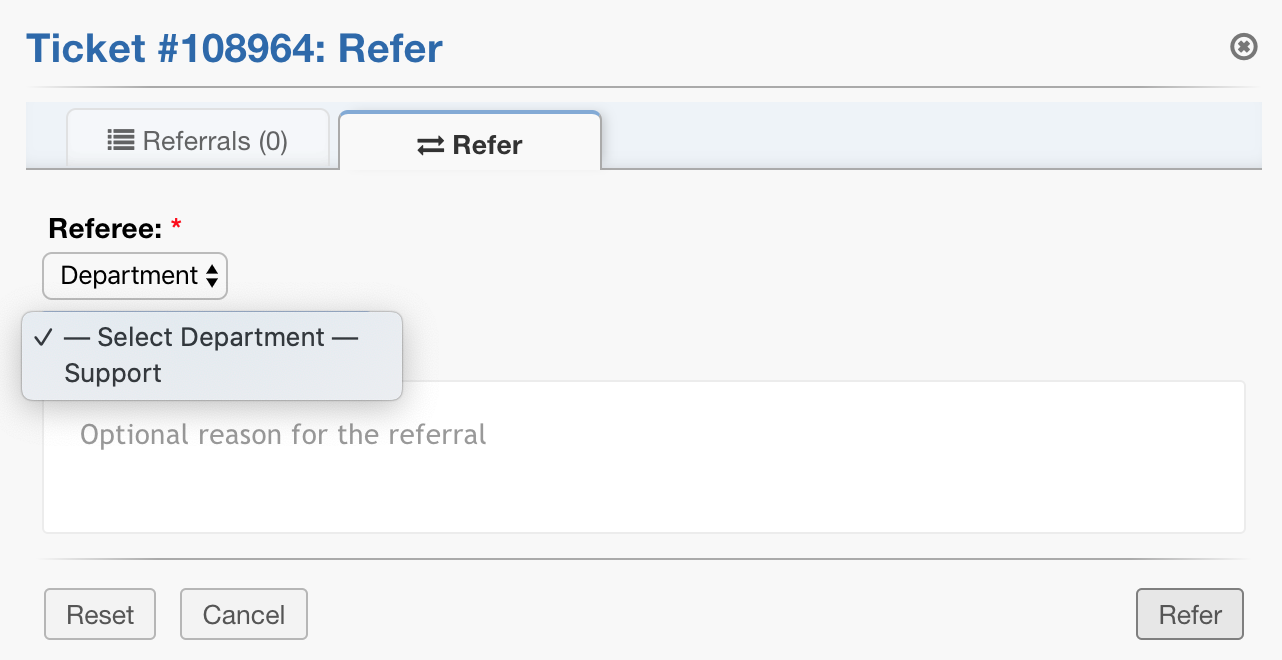 Ticket #108964: Refer
Referrals (0)
Refer
Referee: *
Department
✓ — Select Department —
Support
Optional reason for the referral
Reset
Cancel
Refer